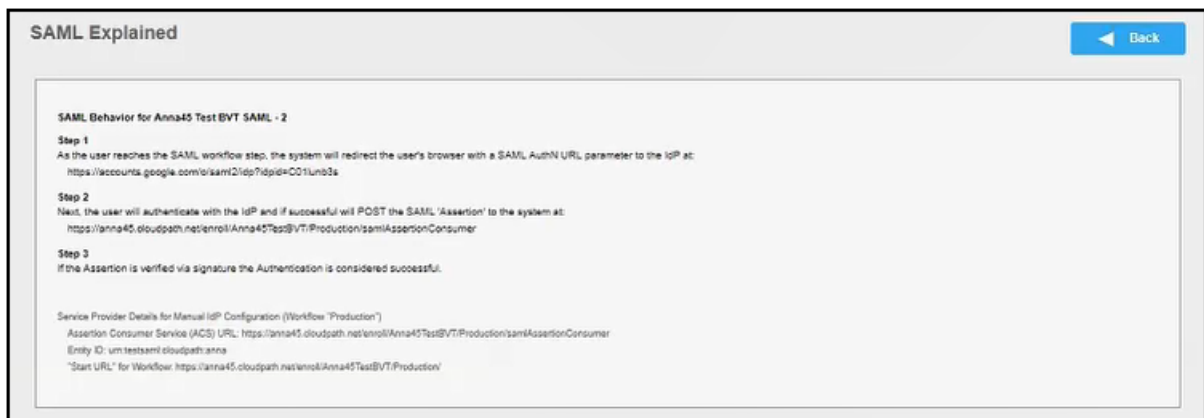 SAML Explained
Back
SAML Behavior for Anna45 Test BVT SAML - 2
Step 1
As the user reaches the SAML workflow step, the system will redirect the user's browser with a SAML AuthN URL parameter to the IdP at:
https://accounts.google.com/o/saml2/idp?idpid=C01lunb3s
Step 2
Next, the user will authenticate with the IdP and if successful will POST the SAML 'Assertion' to the system at:
https://anna45.cloudpath.net/enroll/Anna45TestBVT/Production/samlAssertionConsumer
Step 3
If the Assertion is verified via signature the Authentication is considered successful.
Service Provider Details for Manual IdP Configuration (Workflow "Production")
Assertion Consumer Service (ACS) URL: https://anna45.cloudpath.net/enroll/Anna45TestBVT/Production/samlAssertionConsumer
Entity ID: urn:testsaml:cloudpath:anna
"Start URL" for Workflow: https://anna45.cloudpath.net/enroll/Anna45TestBVT/Production/